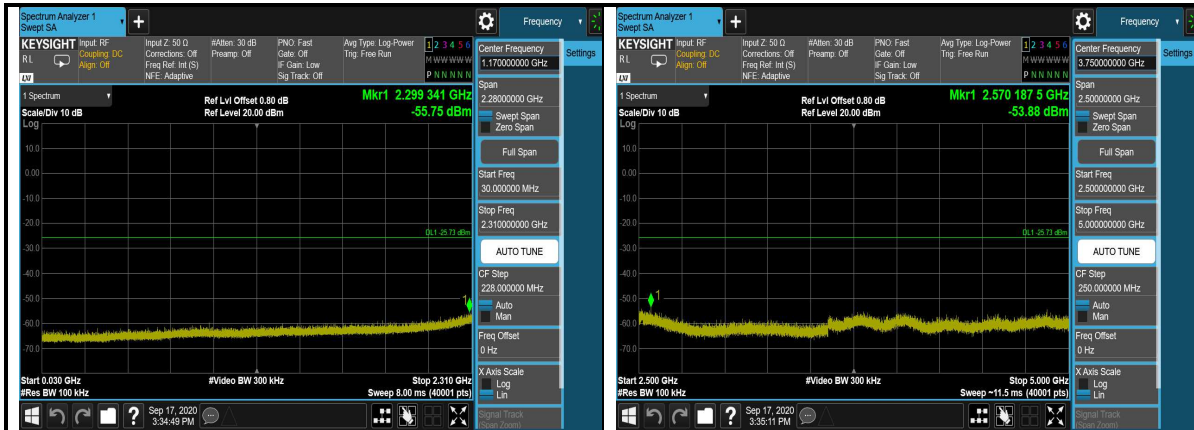 Spectrum Analyzer 1
Swept SA
Frequency
KEYSIGHT
RL
LXI
Input: RF
Coupling: DC
Align: Off
Input Z: 50 Ω
Corrections: Off
Freq Ref: Int (S)
NFE: Adaptive
#Atten: 30 dB
Preamp: Off
PNO: Fast
Gate: Off
IF Gain: Low
Sig Track: Off
Avg Type: Log-Power
Trig: Free Run
1 2 3 4 5 6
M W W W W W
P N N N N N
Center Frequency
1.170000000 GHz
Settings
1 Spectrum
Scale/Div 10 dB
Log
Ref Lvl Offset 0.80 dB
Ref Level 20.00 dBm
Mkr1 2.299 341 GHz
-55.75 dBm
Span
2.28000000 GHz
Swept Span
Zero Span
Full Span
Start Freq
30.000000 MHz
Stop Freq
2.310000000 GHz
AUTO TUNE
CF Step
228.000000 MHz
Auto
Man
Freq Offset
0 Hz
X Axis Scale
Log
Lin
Signal Track
(Span Zoom)
10.0
0.00
-10.0
-20.0
DL1 -25.73 dBm
-30.0
-40.0
-50.0
1
-60.0
-70.0
Start 0.030 GHz
#Res BW 100 kHz
#Video BW 300 kHz
Stop 2.310 GHz
Sweep 8.00 ms (40001 pts)
?
Sep 17, 2020
3:34:49 PM
Spectrum Analyzer 1
Swept SA
Frequency
KEYSIGHT
RL
LXI
Input: RF
Coupling: DC
Align: Off
Input Z: 50 Ω
Corrections: Off
Freq Ref: Int (S)
NFE: Adaptive
#Atten: 30 dB
Preamp: Off
PNO: Fast
Gate: Off
IF Gain: Low
Sig Track: Off
Avg Type: Log-Power
Trig: Free Run
1 2 3 4 5 6
M W W W W W
P N N N N N
Center Frequency
3.750000000 GHz
Settings
1 Spectrum
Scale/Div 10 dB
Log
Ref Lvl Offset 0.80 dB
Ref Level 20.00 dBm
Mkr1 2.570 187 5 GHz
-53.88 dBm
Span
2.50000000 GHz
Swept Span
Zero Span
Full Span
Start Freq
2.500000000 GHz
Stop Freq
5.000000000 GHz
AUTO TUNE
CF Step
250.000000 MHz
Auto
Man
Freq Offset
0 Hz
X Axis Scale
Log
Lin
Signal Track
(Span Zoom)
10.0
0.00
-10.0
-20.0
DL1 -25.73 dBm
-30.0
-40.0
-50.0
1
-60.0
-70.0
Start 2.500 GHz
#Res BW 100 kHz
#Video BW 300 kHz
Stop 5.000 GHz
Sweep ~11.5 ms (40001 pts)
?
Sep 17, 2020
3:35:11 PM